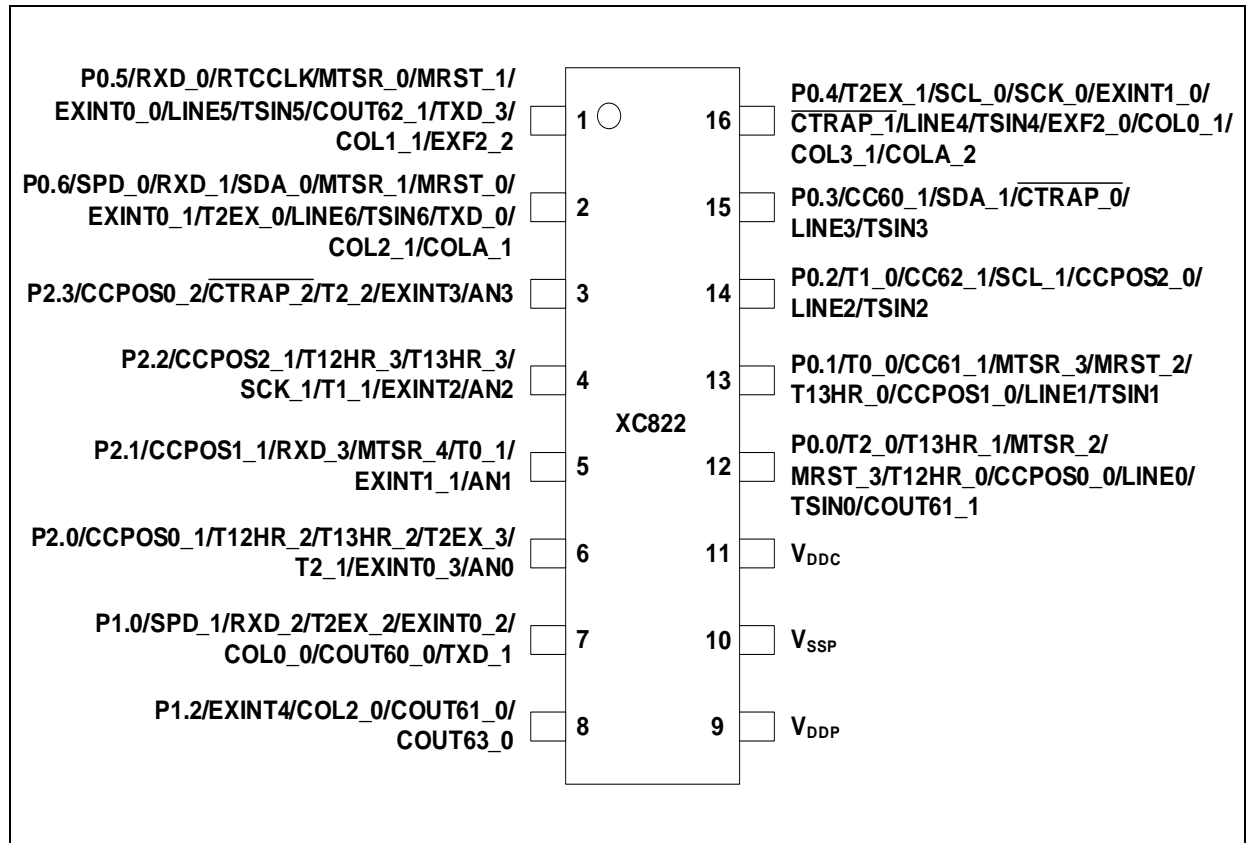 P0.5/RXD_0/RTCCLK/MTSR_0/MRST_1/
EXINT0_0/LINE5/TSIN5/COUT62_1/TXD_3/
COL1_1/EXF2_2
1
P0.6/SPD_0/RXD_1/SDA_0/MTSR_1/MRST_0/
EXINT0_1/T2EX_0/LINE6/TSIN6/TXD_0/
COL2_1/COLA_1
2
P2.3/CCPOS0_2/CTRAP_2/T2_2/EXINT3/AN3
3
P2.2/CCPOS2_1/T12HR_3/T13HR_3/
SCK_1/T1_1/EXINT2/AN2
4
P2.1/CCPOS1_1/RXD_3/MTSR_4/T0_1/
EXINT1_1/AN1
5
P2.0/CCPOS0_1/T12HR_2/T13HR_2/T2EX_3/
T2_1/EXINT0_3/AN0
6
P1.0/SPD_1/RXD_2/T2EX_2/EXINT0_2/
COL0_0/COUT60_0/TXD_1
7
P1.2/EXINT4/COL2_0/COUT61_0/
COUT63_0
8
XC822
16
P0.4/T2EX_1/SCL_0/SCK_0/EXINT1_0/
CTRAP_1/LINE4/TSIN4/EXF2_0/COL0_1/
COL3_1/COLA_2
15
P0.3/CC60_1/SDA_1/CTRAP_0/
LINE3/TSIN3
14
P0.2/T1_0/CC62_1/SCL_1/CCPOS2_0/
LINE2/TSIN2
13
P0.1/T0_0/CC61_1/MTSR_3/MRST_2/
T13HR_0/CCPOS1_0/LINE1/TSIN1
12
P0.0/T2_0/T13HR_1/MTSR_2/
MRST_3/T12HR_0/CCPOS0_0/LINE0/
TSIN0/COUT61_1
11
VDDC
10
VSSP
9
VDDP